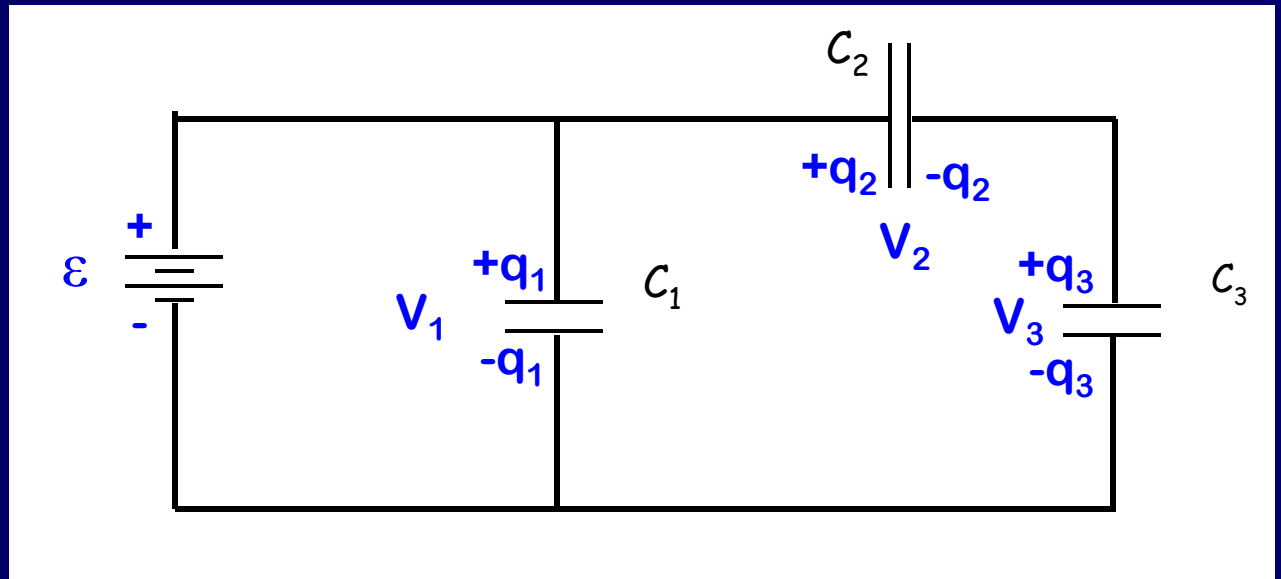 C₂
+q₂ -q₂
V₂
+
ε
-
+q₁
V₁
C₁
-q₁
+q₃
V₃
C₃
-q₃